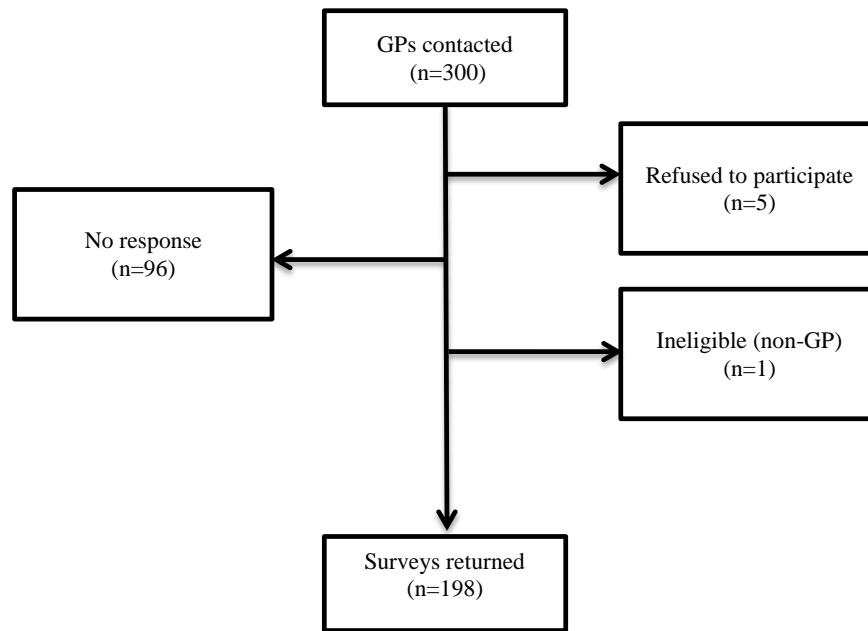 GPs contacted
(n=300)
Refused to participate
(n=5)
No response
(n=96)
Ineligible (non-GP)
(n=1)
Surveys returned
(n=198)